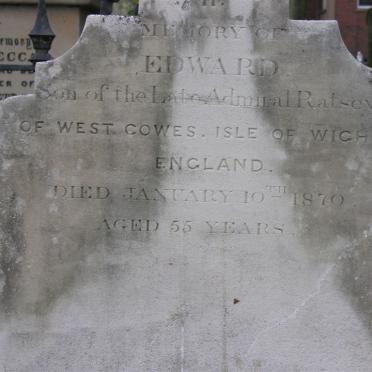 MEMORY OF
EDWARD
Son of the Late Admiral Ratsey
OF WEST COWES. ISLE OF WIGH
ENGLAND.
DIED JANUARY 10TH 1870
AGED 55 YEARS.